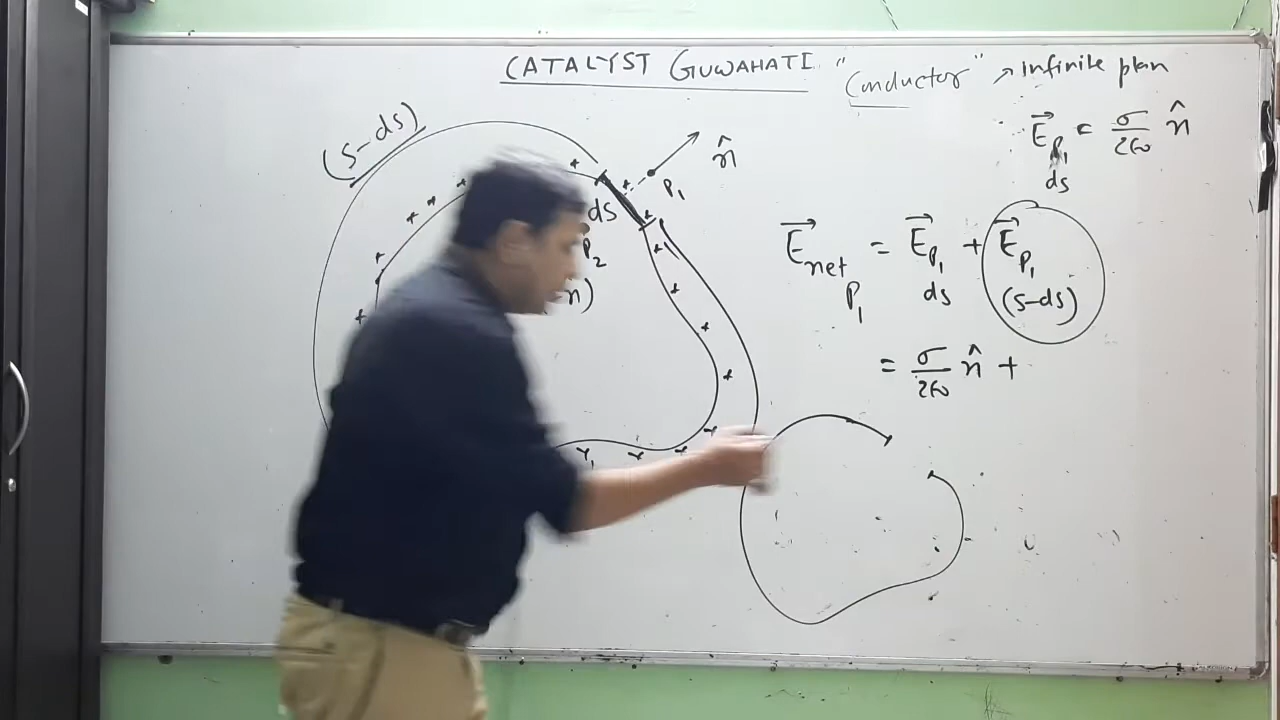 CATALYST GUWAHATI "Conductor" → Infinite plan
E⃗ P₁ ds = σ/2ε₀ n̂
(S-ds)
n̂
P₁
ds
P₂
n)
E⃗net P₁ = E⃗P₁ ds + E⃗P₁ (S-ds)
= σ/2ε₀ n̂ +